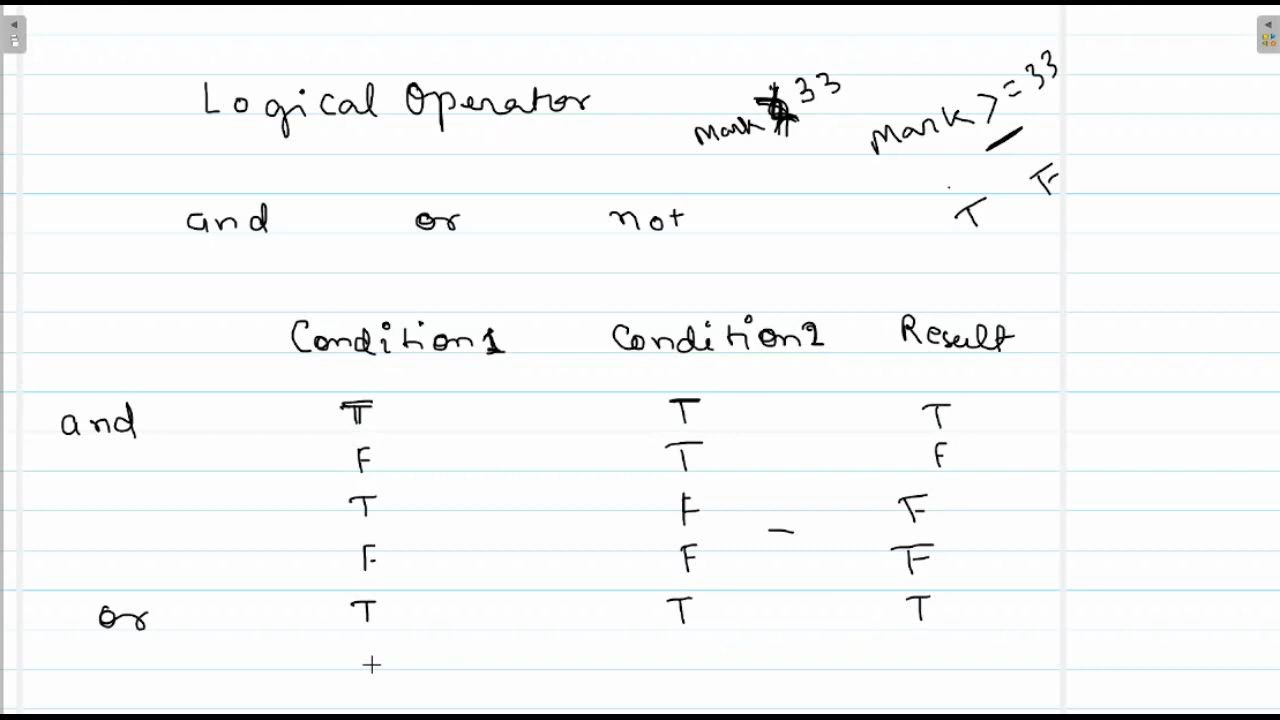 Logical Operator mark 33 mark >= 33
and or not T F
Condition1 Condition2 Result
and T T T
F T F
T F - F
F F F
or T T T